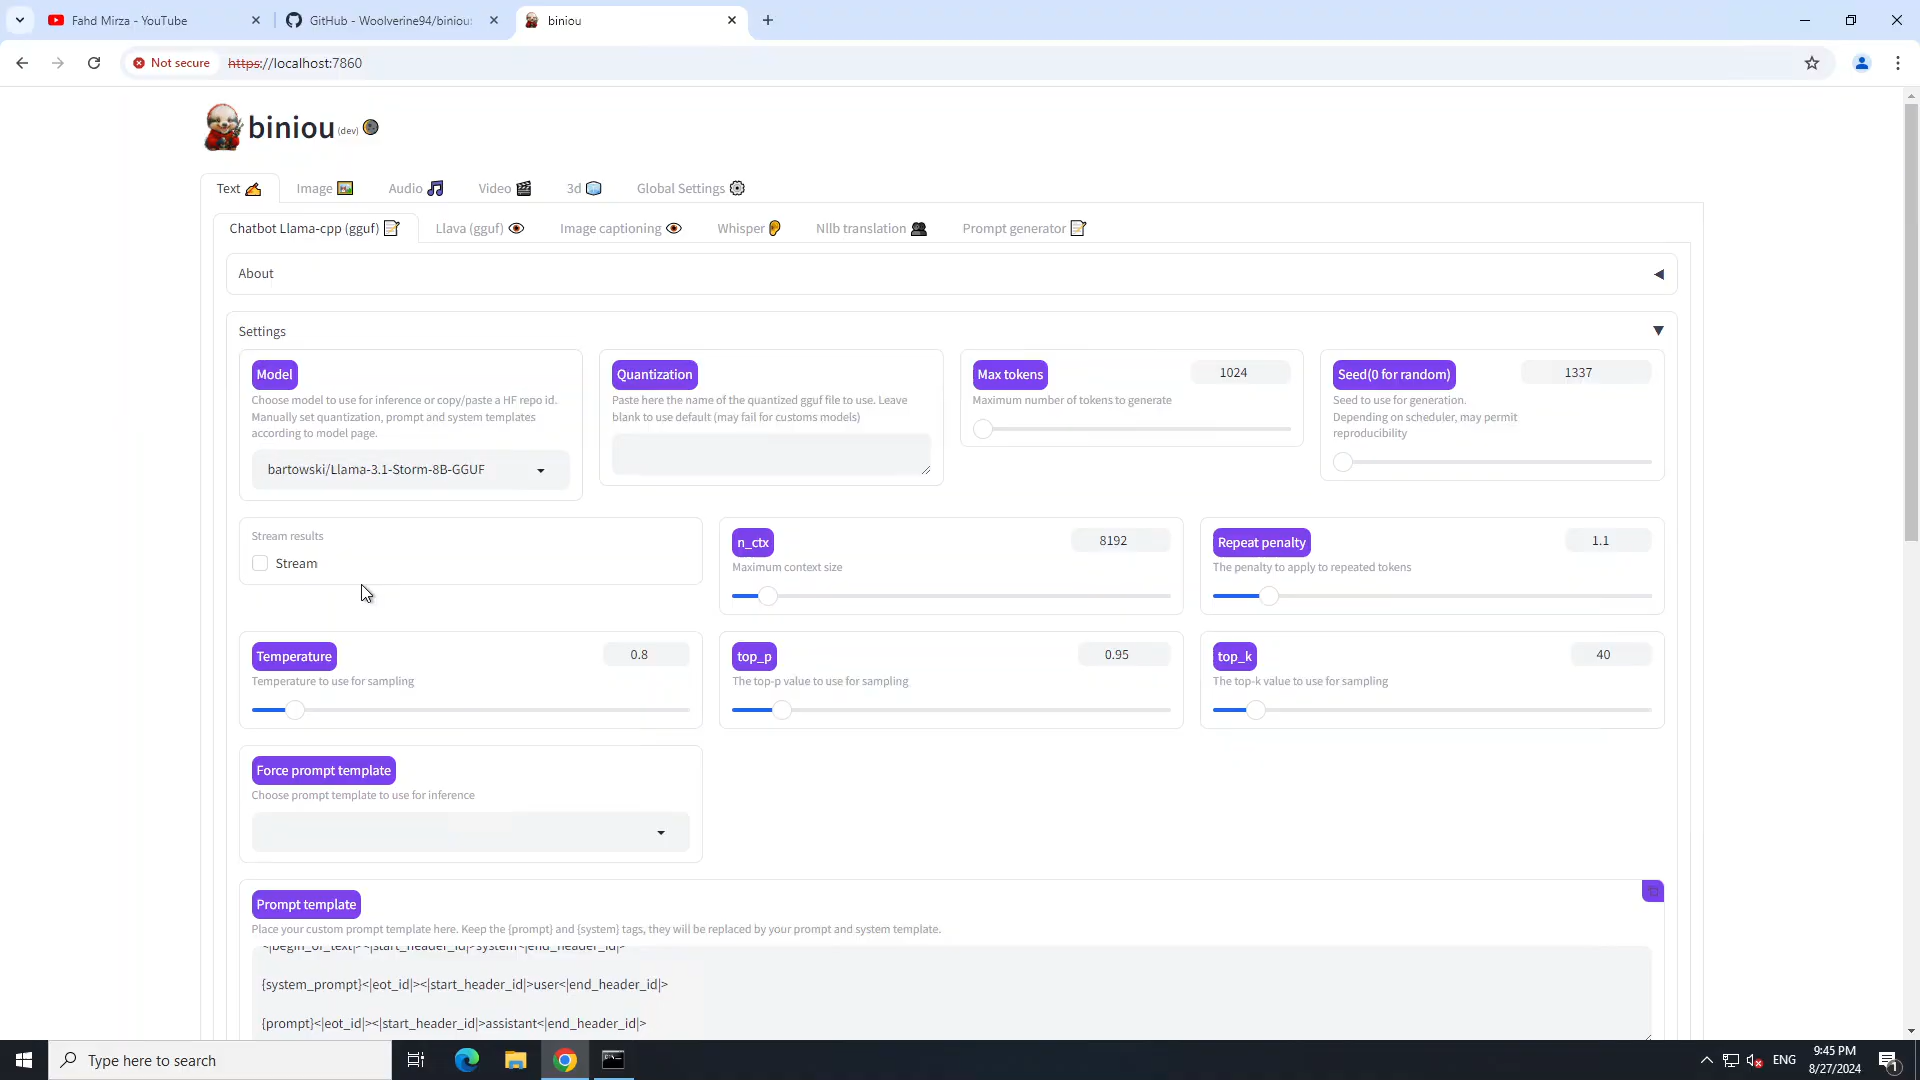 Fahd Mirza - YouTube
GitHub - Woolverine94/biniou:
biniou
Not secure
https://localhost:7860
biniou (dev)
Text
Image
Audio
Video
3d
Global Settings
Chatbot Llama-cpp (gguf)
Llava (gguf)
Image captioning
Whisper
Nllb translation
Prompt generator
About
Settings
Model
Choose model to use for inference or copy/paste a HF repo id.
Manually set quantization, prompt and system templates
according to model page.
bartowski/Llama-3.1-Storm-8B-GGUF
Quantization
Paste here the name of the quantized gguf file to use. Leave
blank to use default (may fail for customs models)
Max tokens
1024
Maximum number of tokens to generate
Seed(0 for random)
1337
Seed to use for generation.
Depending on scheduler, may permit
reproducibility
Stream results
Stream
n_ctx
8192
Maximum context size
Repeat penalty
1.1
The penalty to apply to repeated tokens
Temperature
0.8
Temperature to use for sampling
top_p
0.95
The top-p value to use for sampling
top_k
40
The top-k value to use for sampling
Force prompt template
Choose prompt template to use for inference
Prompt template
Place your custom prompt template here. Keep the {prompt} and {system} tags, they will be replaced by your prompt and system template.
<|begin_of_text|><|start_header_id|>system<|end_header_id|>
{system_prompt}<|eot_id|><|start_header_id|>user<|end_header_id|>
{prompt}<|eot_id|><|start_header_id|>assistant<|end_header_id|>
Type here to search
ENG
9:45 PM
8/27/2024
1